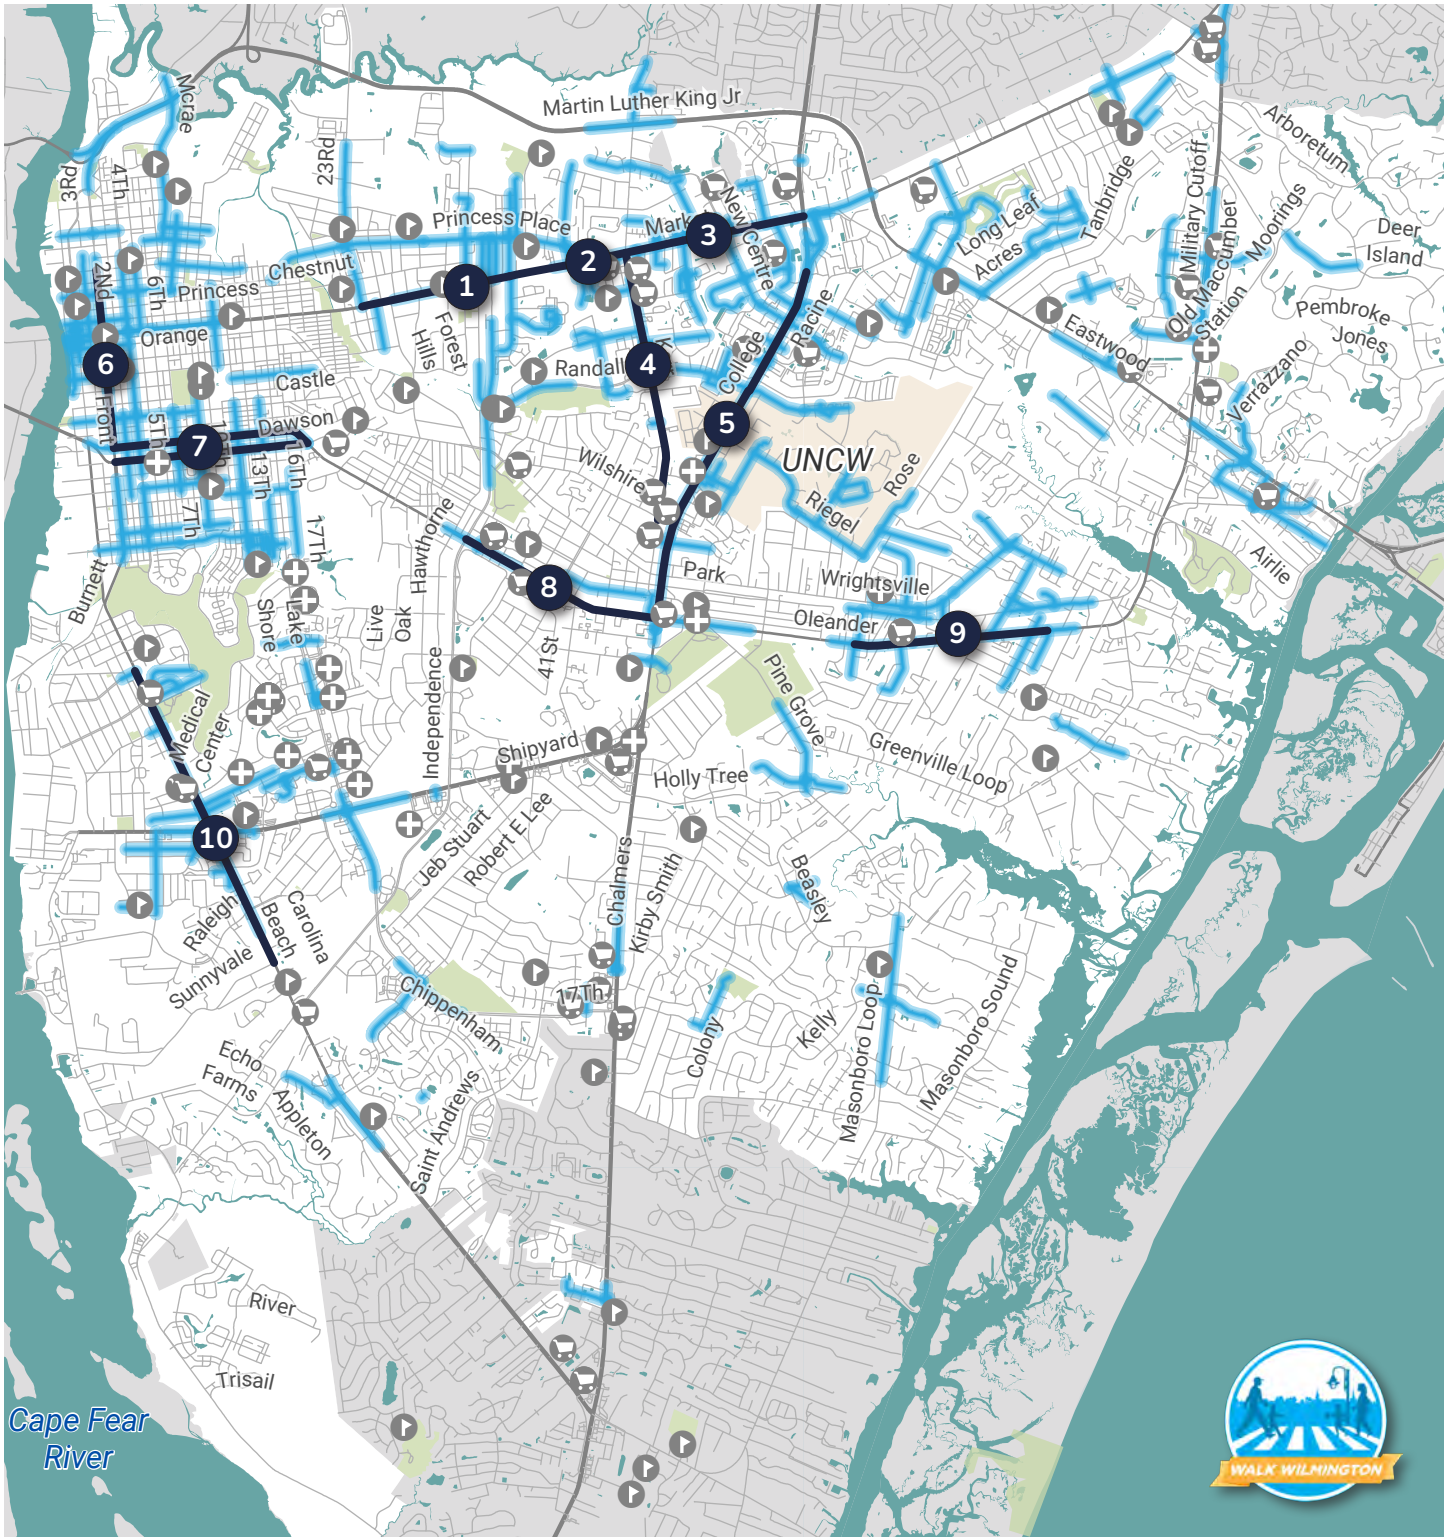 Mcrae
Martin Luther King Jr
Arboretum
3Rd
4Th
23Rd
Military Cutoff
Tanbridge
Princess Place
Mark
New Centre
Long Leaf
Acres
Old Maccumber
Station
Moorings
Deer
Island
3
2
1
Chestnut
2Nd
6Th
Princess
Orange
Forest
Hills
Racine
Pembroke
Jones
Eastwood
Verrazzano
6
Randall
4
K
College
Castle
Front
5Th
7
10Th
Dawson
13Th
16Th
5
UNCW
Wilshire
Riegel
Rose
7Th
17Th
Hawthorne
Airlie
Burnett
Shore
Lake
Live
Oak
8
Park
Wrightsville
Oleander
9
41St
Independence
Pine Grove
Medical
Center
Shipyard
Holly Tree
Greenville Loop
10
Jeb Stuart
Robert E Lee
Chalmers
Kirby Smith
Beasley
Raleigh
Beach
Carolina
Sunnyvale
Chippenham
17Th
Colony
Kelly
Masonboro Loop
Masonboro Sound
Echo
Farms
Appleton
Saint Andrews
River
Trisail
Cape Fear
River
WALK WILMINGTON